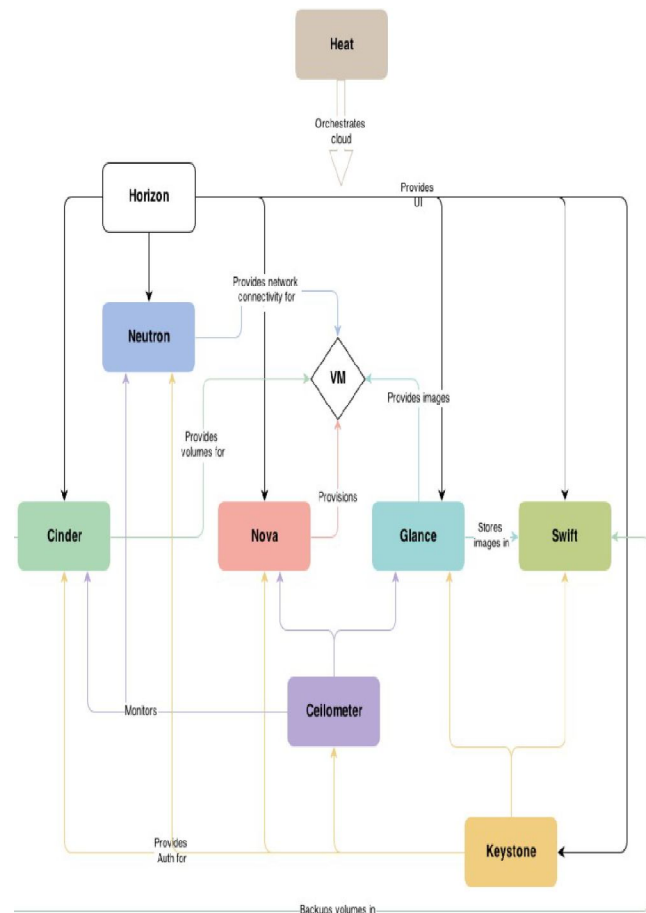 Heat
Orchestrates
cloud
Horizon
Provides
UI
Provides network
connectivity for
Neutron
VM
Provides images
Provides
volumes for
Provisions
Cinder
Nova
Glance
Stores
images in
Swift
Ceilometer
Monitors
Provides
Auth for
Keystone
Backups volumes in